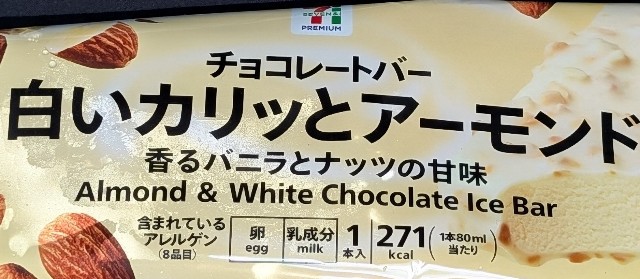 SEVEN&i
PREMIUM
チョコレートバー
白いカリッとアーモンド
香るバニラとナッツの甘味
Almond & White Chocolate Ice Bar
含まれている
アレルゲン
(8品目)
卵
egg
乳成分
milk
1
本入
271
kcal
(1本80ml
当たり)